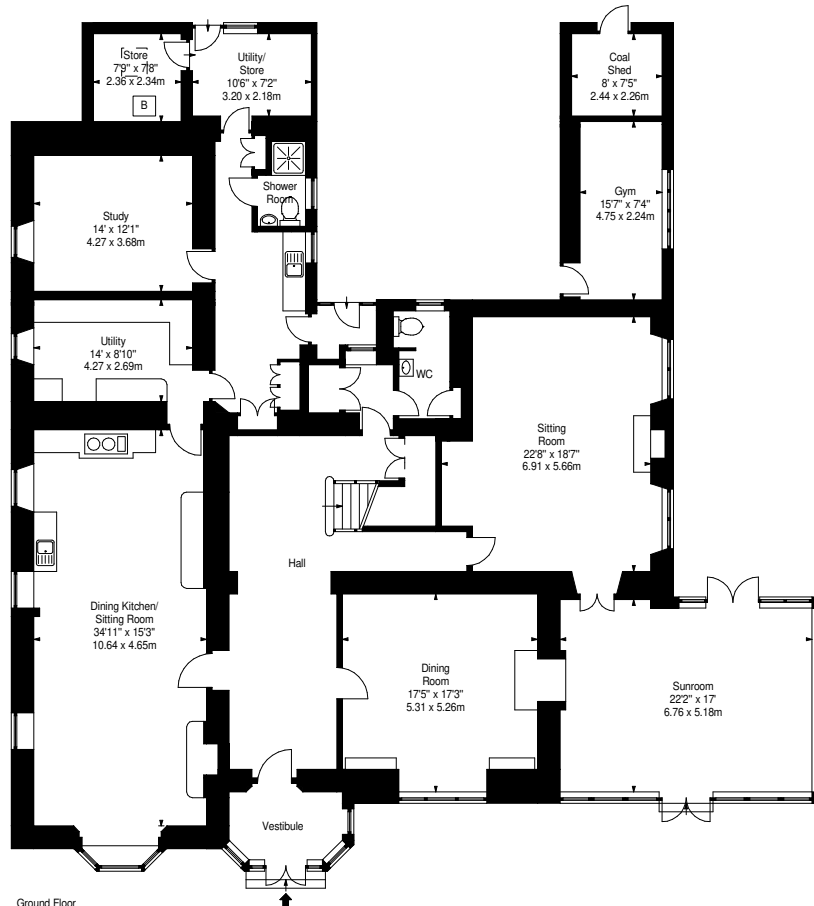 Store
7'9" x 7'8"
2.36 x 2.34m
B
Utility/
Store
10'6" x 7'2"
3.20 x 2.18m
Coal
Shed
8' x 7'5"
2.44 x 2.26m
Shower
Room
Gym
15'7" x 7'4"
4.75 x 2.24m
Study
14' x 12'1"
4.27 x 3.68m
Utility
14' x 8'10"
4.27 x 2.69m
WC
Sitting
Room
22'8" x 18'7"
6.91 x 5.66m
Hall
Dining Kitchen/
Sitting Room
34'11" x 15'3"
10.64 x 4.65m
Dining
Room
17'5" x 17'3"
5.31 x 5.26m
Sunroom
22'2" x 17'
6.76 x 5.18m
Vestibule
Ground Floor